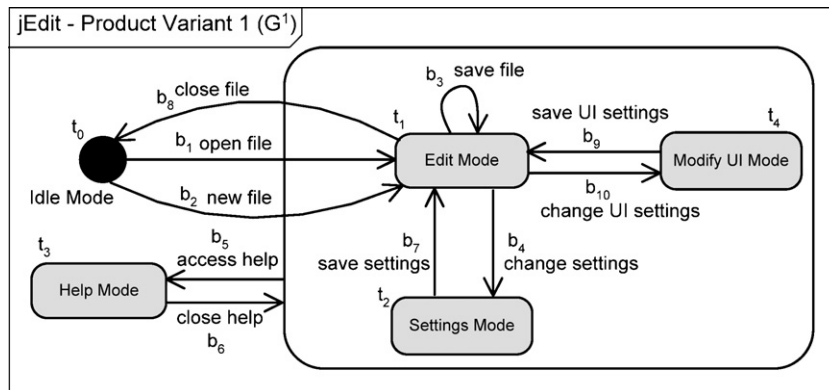 jEdit - Product Variant 1 (G¹)
b₃ save file
b₈ close file
t₀
t₁
save UI settings
t₄
b₁ open file
b₉
Edit Mode
Modify UI Mode
Idle Mode
b₂ new file
b₁₀
change UI settings
t₃
b₅
access help
b₇
save settings
b₄
change settings
Help Mode
t₂
close help
b₆
Settings Mode